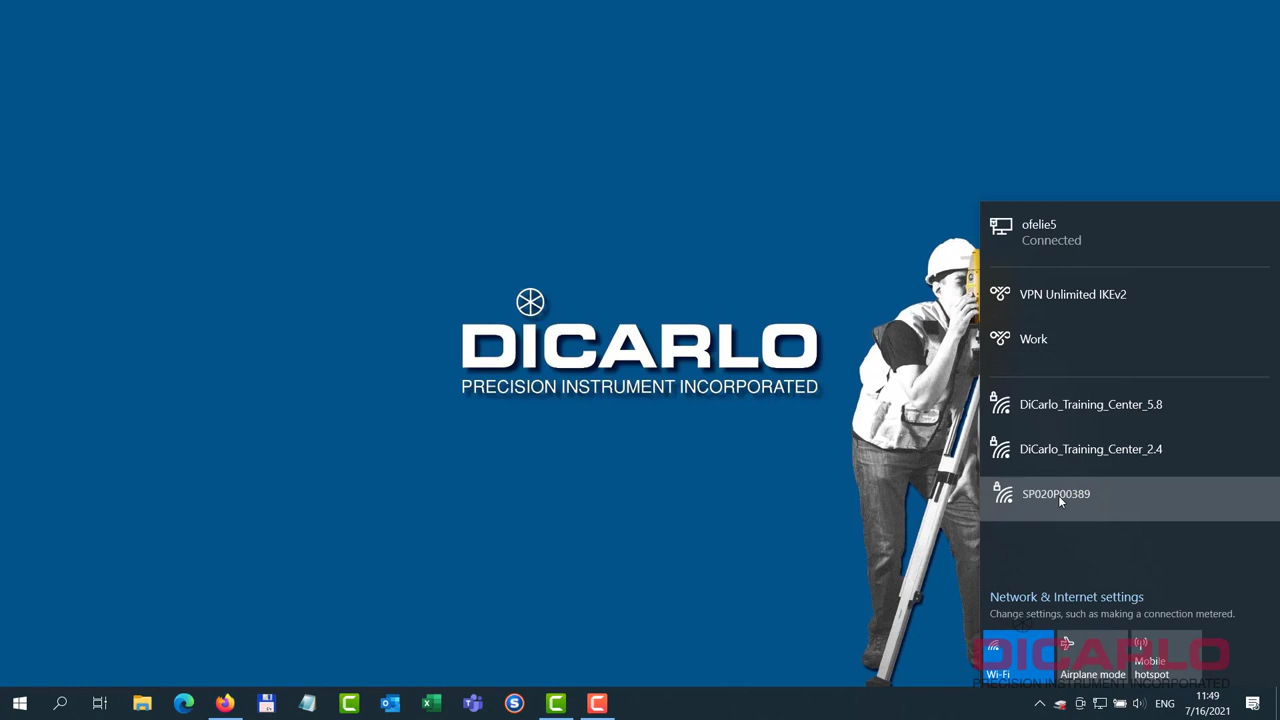 DiCARLO
PRECISION INSTRUMENT INCORPORATED
ofelie5
Connected
VPN Unlimited IKEv2
Work
DiCarlo_Training_Center_5.8
DiCarlo_Training_Center_2.4
SP020P00389
Network & Internet settings
Change settings, such as making a connection metered.
Wi-Fi
Airplane mode
Mobile
hotspot
DiCARLO
PRECISION INSTRUMENT INCORPORATED
ENG
11:49
7/16/2021